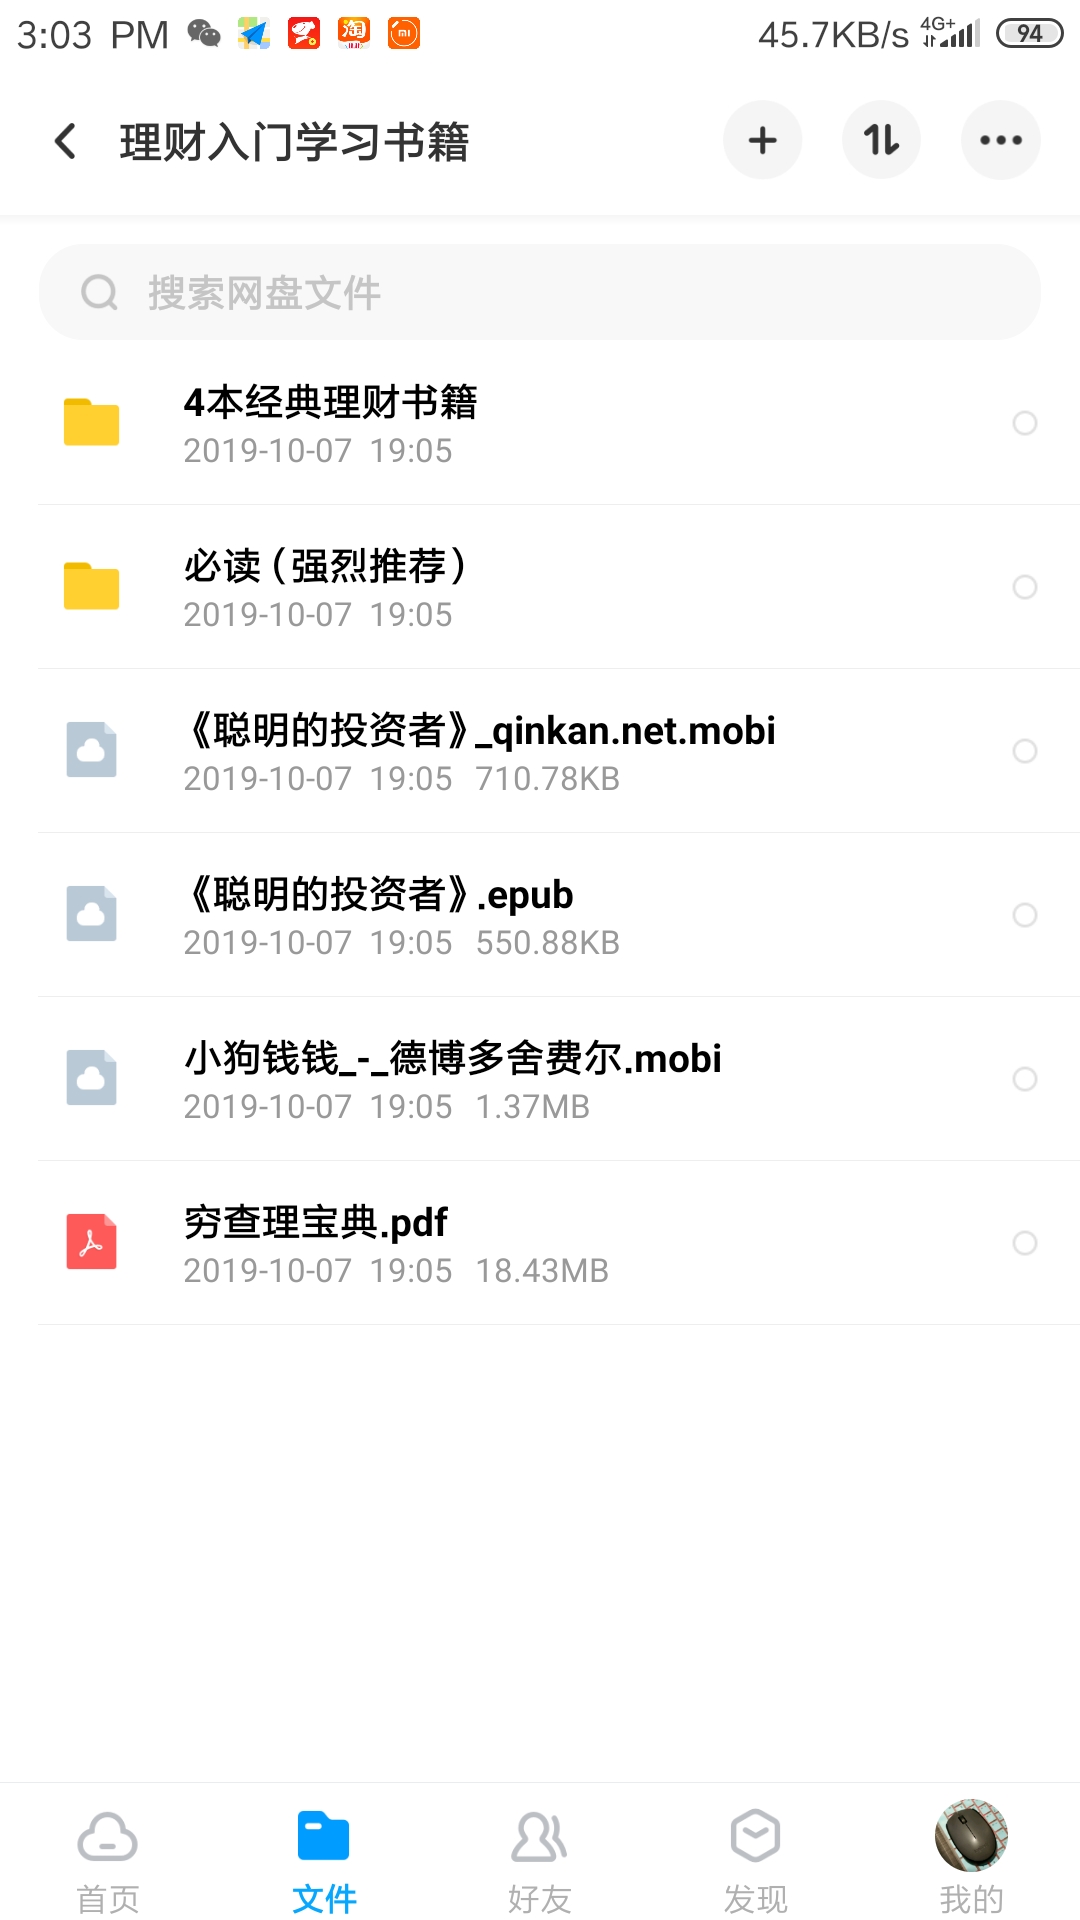 3:03 PM 淘 45.7KB/s 4G+ 94
理财入门学习书籍
搜索网盘文件
4本经典理财书籍
2019-10-07 19:05
必读（强烈推荐）
2019-10-07 19:05
《聪明的投资者》_qinkan.net.mobi
2019-10-07 19:05 710.78KB
《聪明的投资者》.epub
2019-10-07 19:05 550.88KB
小狗钱钱_-_德博多舍费尔.mobi
2019-10-07 19:05 1.37MB
穷查理宝典.pdf
2019-10-07 19:05 18.43MB
首页 文件 好友 发现 我的